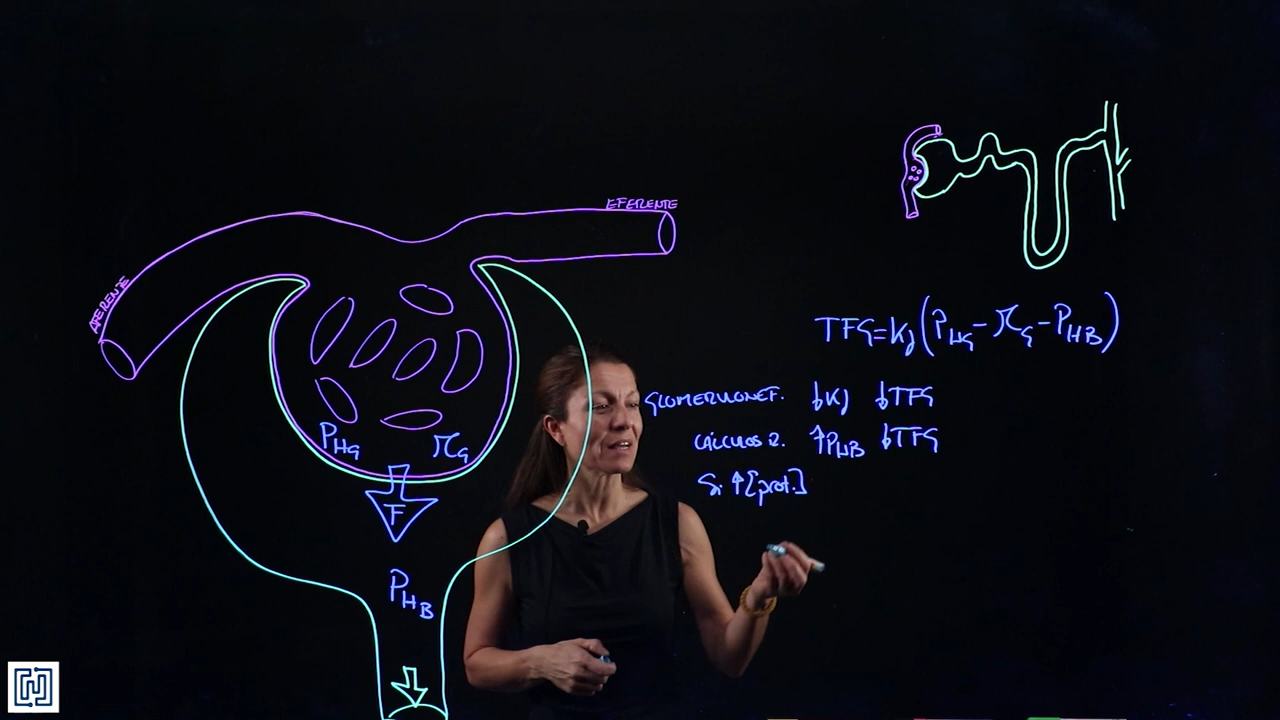 EFERENTE
AFERENTE
TFG=Kf(PHG-πG-PHB)
GLOMERULONEF. ↓Kf ↓TFG
CÁLCULOS R. ↑PHB ↓TFG
Si ↑[prot.]
PHG πG
F
PHB